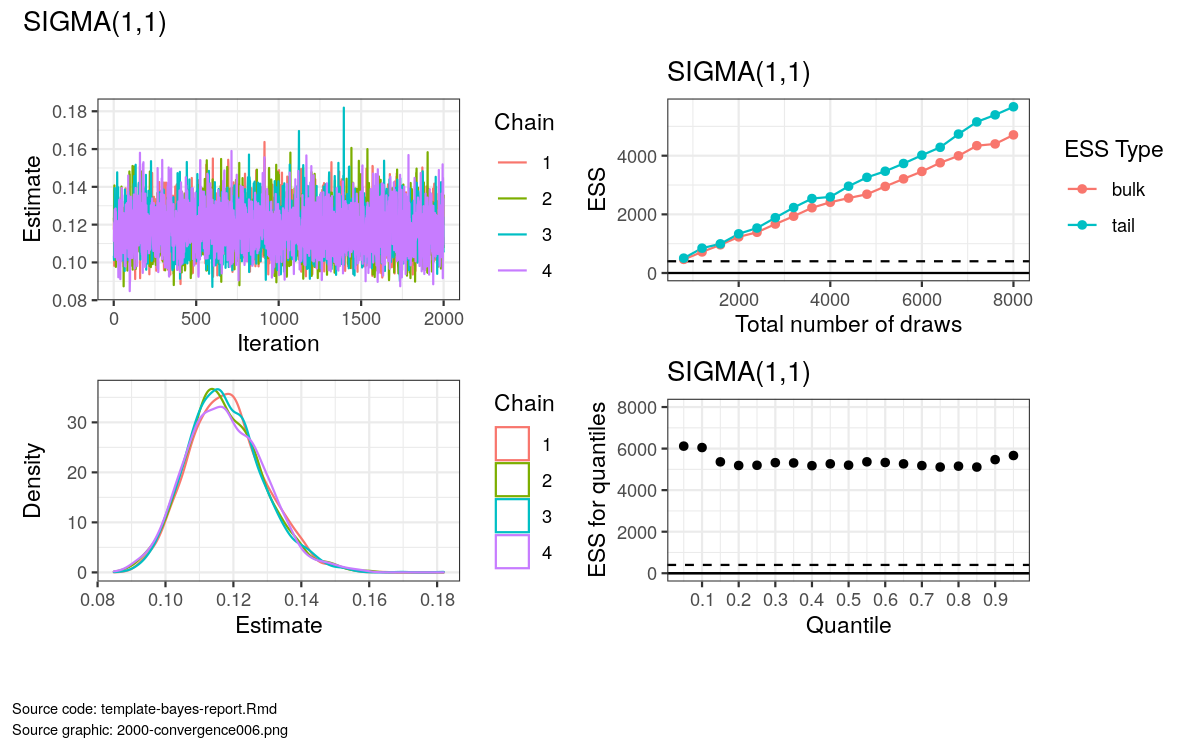 SIGMA(1,1)
Estimate
0.18
0.16
0.14
0.12
0.10
0.08
0 500 1000 1500 2000
Iteration
Chain
1
2
3
4
SIGMA(1,1)
ESS
4000
2000
0
2000 4000 6000 8000
Total number of draws
ESS Type
bulk
tail
Density
30
20
10
0
0.08 0.10 0.12 0.14 0.16 0.18
Estimate
Chain
1
2
3
4
SIGMA(1,1)
ESS for quantiles
8000
6000
4000
2000
0
0.1 0.2 0.3 0.4 0.5 0.6 0.7 0.8 0.9
Quantile
Source code: template-bayes-report.Rmd
Source graphic: 2000-convergence006.png